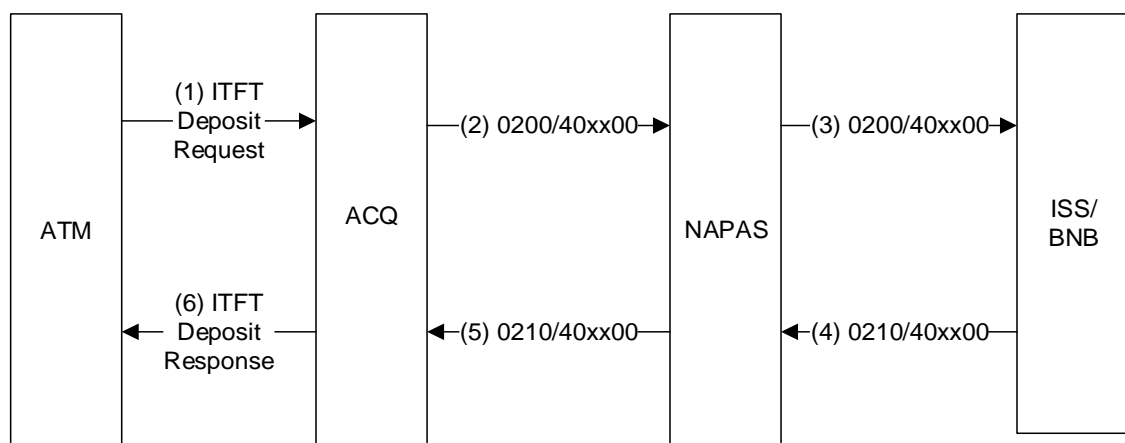 (1) ITFT
Deposit
Request
(2) 0200/40xx00
(3) 0200/40xx00
ATM
ACQ
NAPAS
ISS/
BNB
(6) ITFT
Deposit
Response
(5) 0210/40xx00
(4) 0210/40xx00